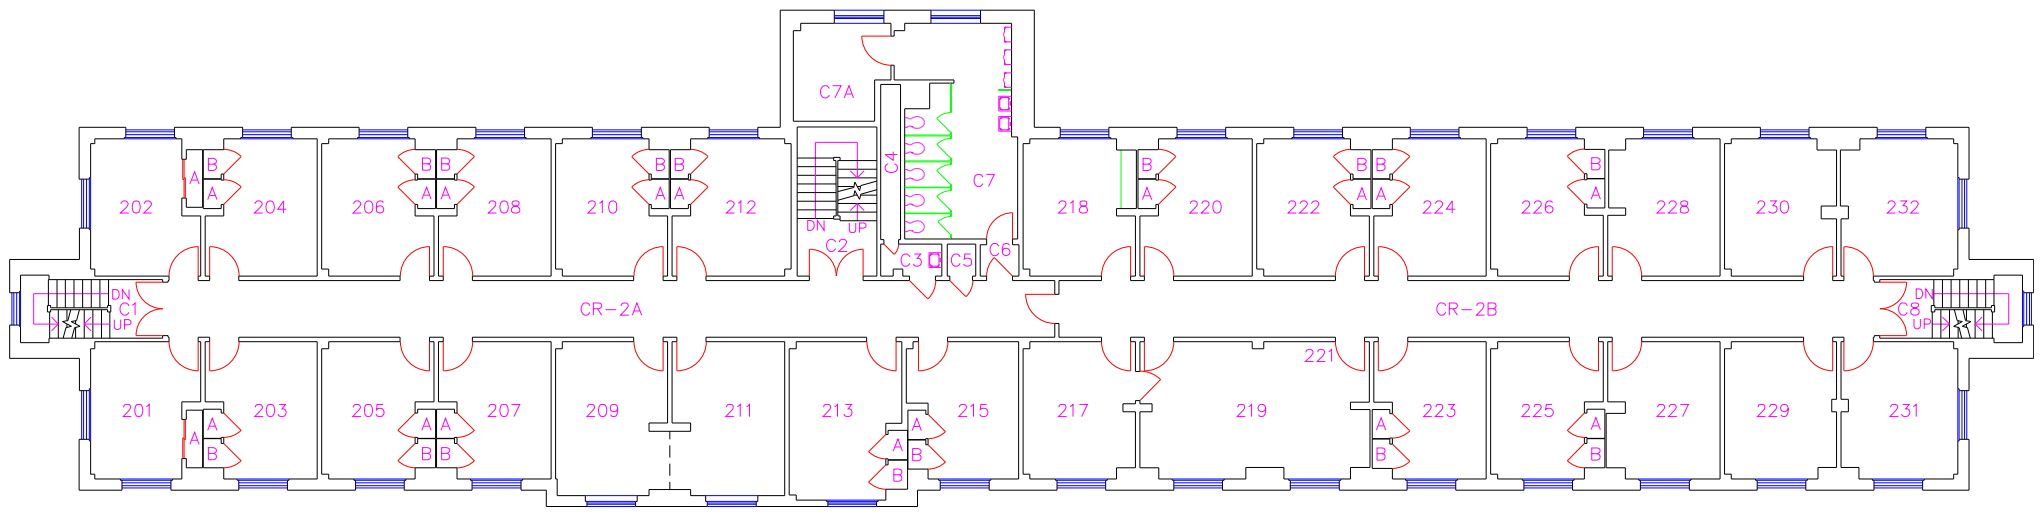 C7A
C4
C7
B
B
B
B
B
B
B
B
B
B
A
A
A
A
A
A
A
A
A
A
A
202
204
206
208
210
212
218
220
222
224
226
228
230
232
DN
UP
C2
C3
C5
C6
DN
C1
UP
CR-2A
CR-2B
DN
C8
UP
221
201
203
205
207
209
211
213
215
217
219
223
225
227
229
231
A
A
A
A
A
A
A
A
B
B
B
B
B
B
B